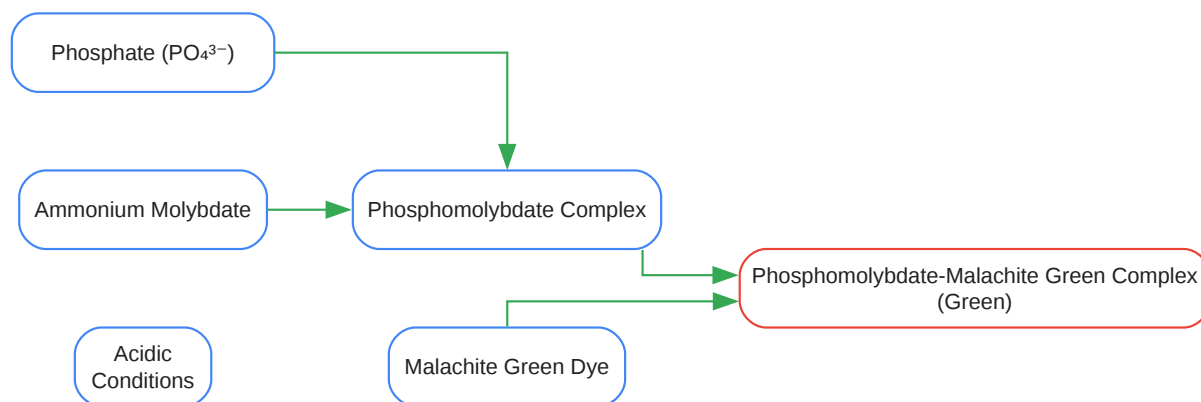 Phosphate (PO₄³⁻)
Ammonium Molybdate
Phosphomolybdate Complex
Phosphomolybdate-Malachite Green Complex
(Green)
Acidic
Conditions
Malachite Green Dye